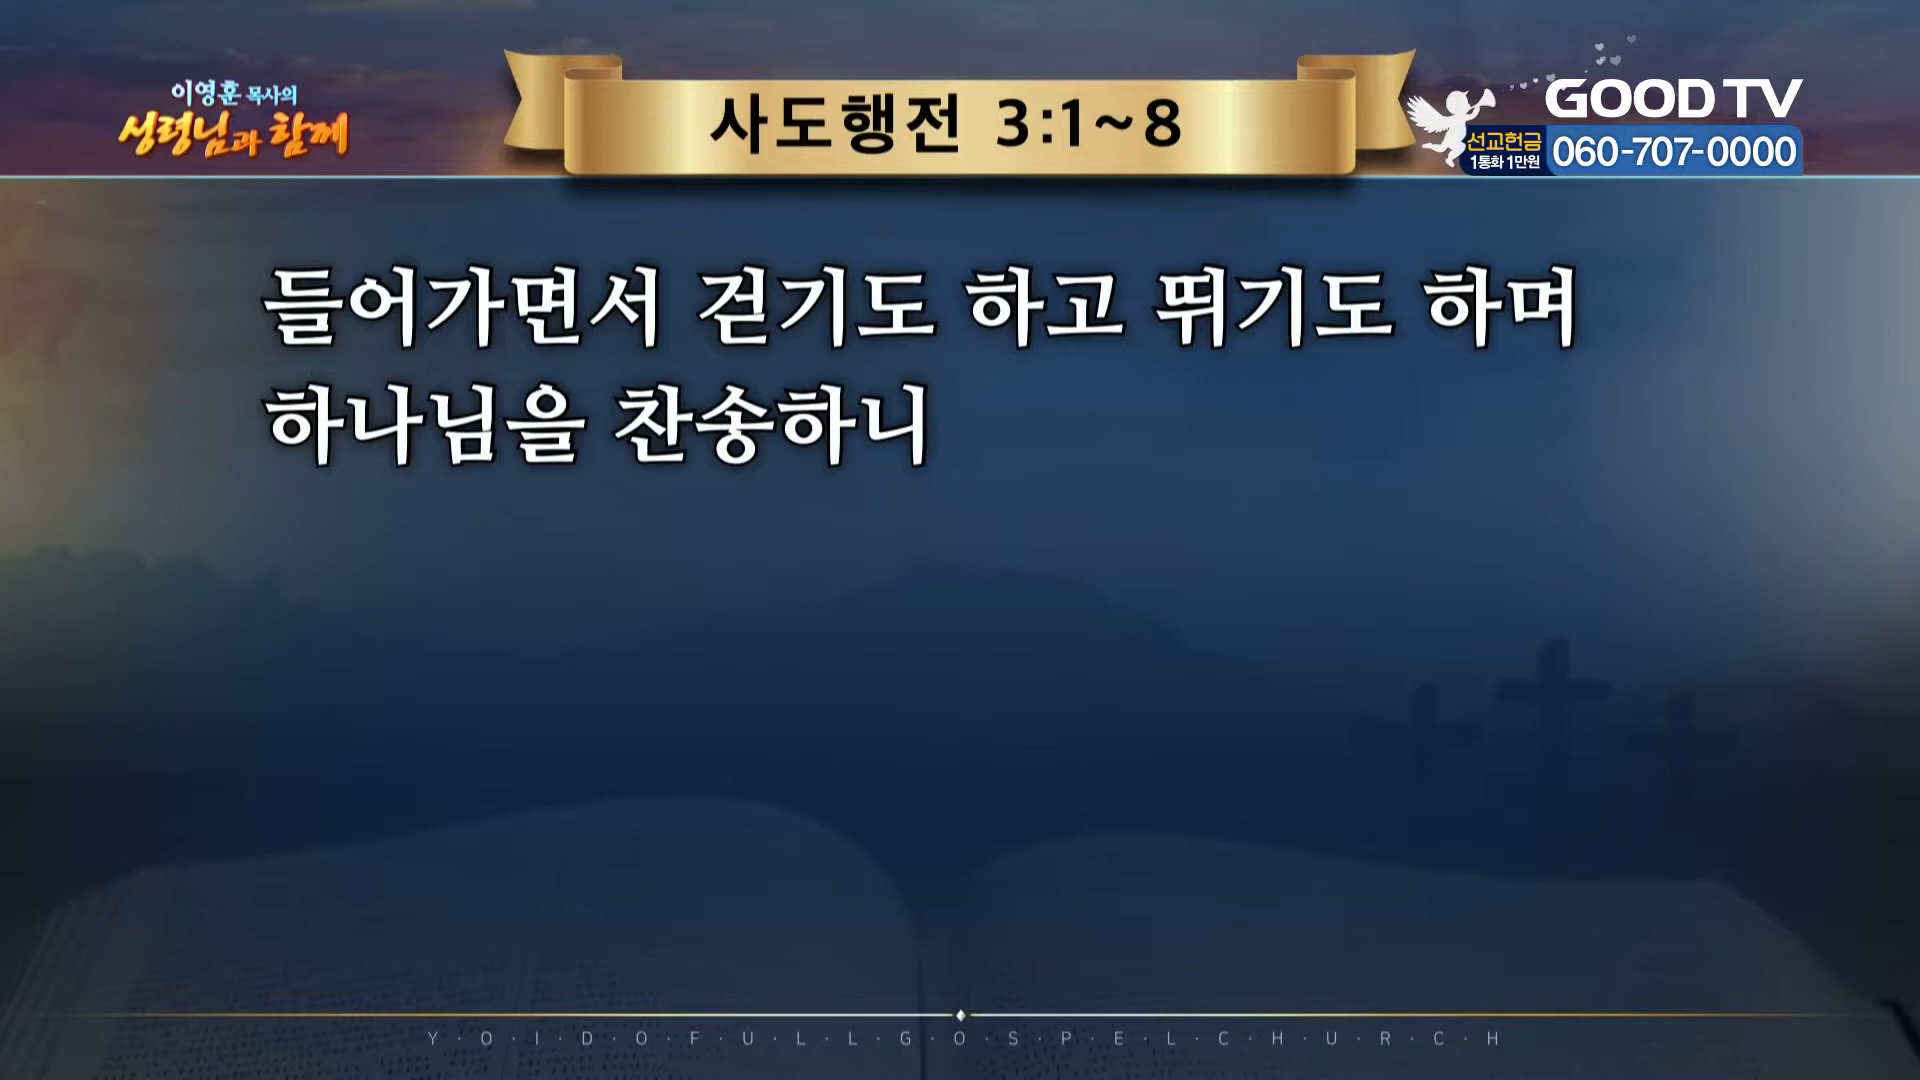 이영훈 목사의
성령님과 함께
사도행전 3:1~8
GOOD TV
선교헌금
1통화 1만원
060-707-0000
들어가면서 걷기도 하고 뛰기도 하며
하나님을 찬송하니
Y·O·I·D·O·F·U·L·L·G·O·S·P·E·L·C·H·U·R·C·H